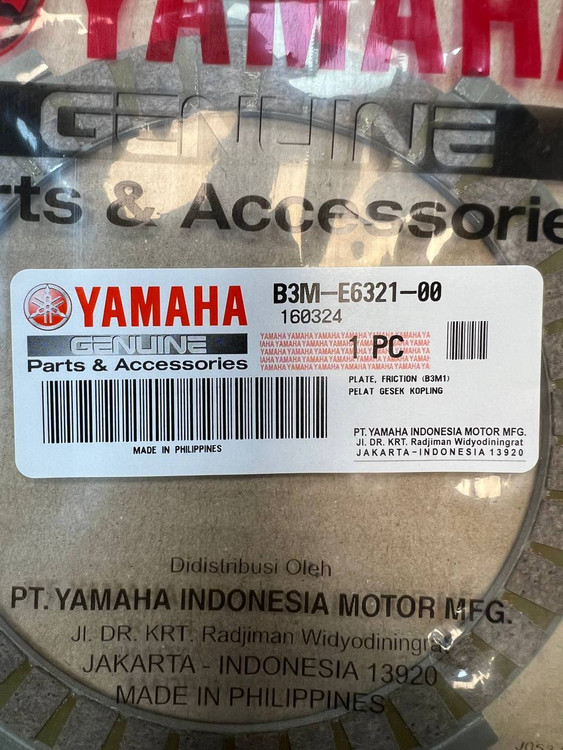 YAMAHA
GENUINE
Parts & Accessories
YAMAHA
GENUINE
Parts & Accessories
B3M-E6321-00
160324
1 PC
PLATE, FRICTION (B3M1)
PELAT GESEK KOPLING
MADE IN PHILIPPINES
PT. YAMAHA INDONESIA MOTOR MFG.
Jl. DR. KRT. Radjiman Widyodiningrat
JAKARTA-INDONESIA 13920
Didistribusi Oleh
PT. YAMAHA INDONESIA MOTOR MFG.
Jl. DR. KRT. Radjiman Widyodiningrat
JAKARTA - INDONESIA 13920
MADE IN PHILIPPINES